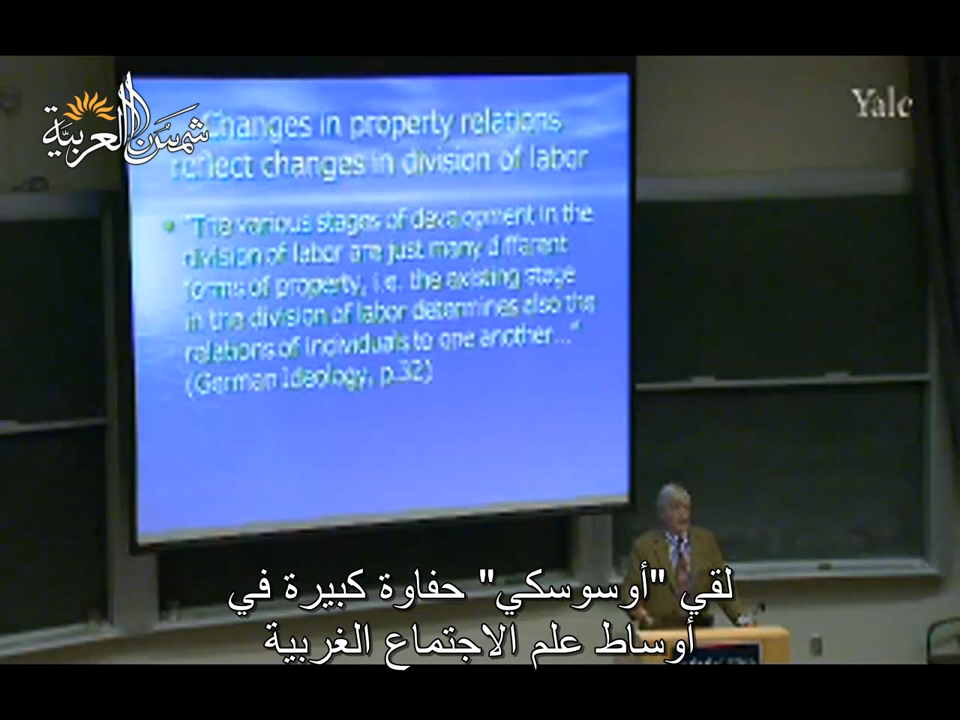 شمس العربية
Yale
Changes in property relations
reflect changes in division of labor
• "The various stages of development in the
division of labor are just many different
forms of property, i.e. the existing stage
in the division of labor determines also the
relations of individuals to one another..."
(German Ideology, p.32)
لقي "أوسوسكي" حفاوة كبيرة في
أوساط علم الاجتماع الغربية